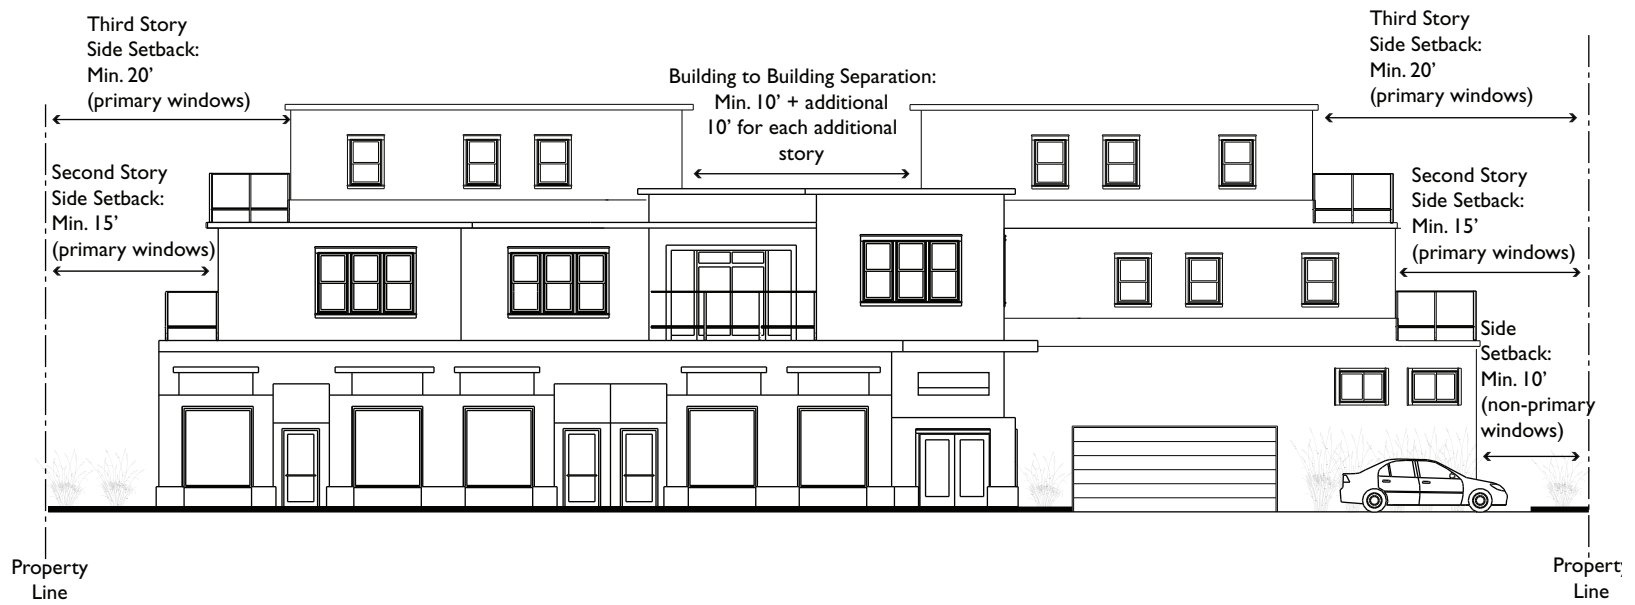 Third Story
Side Setback:
Min. 20’
(primary windows)
Building to Building Separation:
Min. 10’ + additional
10’ for each additional
story
Third Story
Side Setback:
Min. 20’
(primary windows)
Second Story
Side Setback:
Min. 15’
(primary windows)
Second Story
Side Setback:
Min. 15’
(primary windows)
Side
Setback:
Min. 10’
(non-primary
windows)
Property
Line
Property
Line